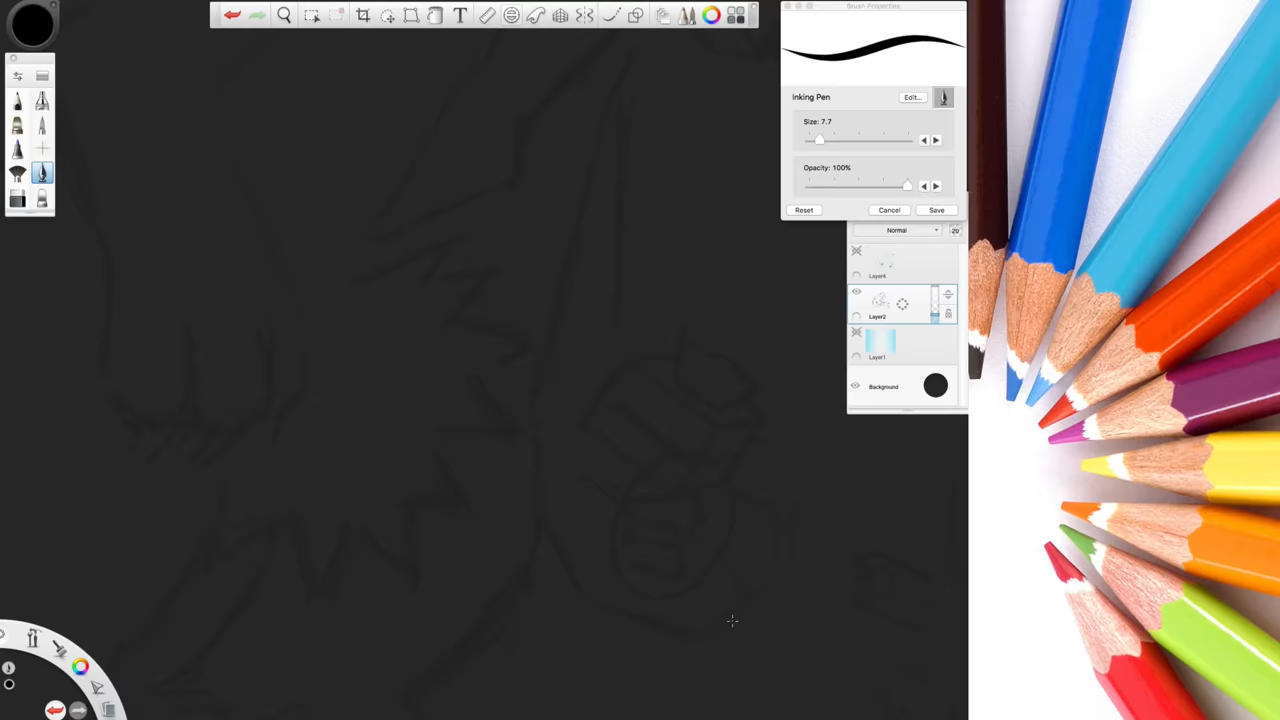 T
Brush Properties
Inking Pen
Edit...
Size: 7.7
Opacity: 100%
Reset
Cancel
Save
Normal
20
Layer4
Layer2
Layer1
Background